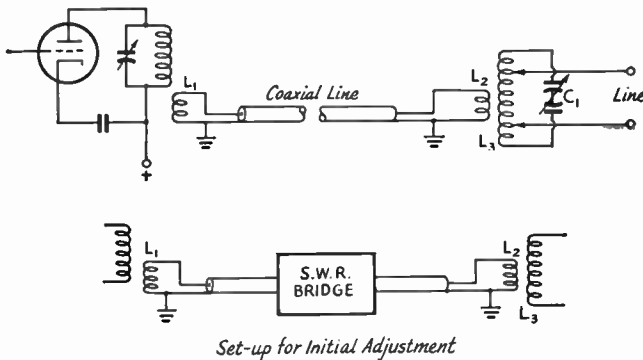 L1
Coaxial Line
L2
C1
Line
L3
+
L1
S.W.R.
BRIDGE
L2
L3
Set-up for Initial Adjustment